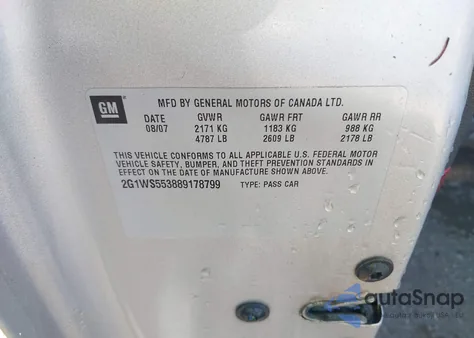 GM
MFD BY GENERAL MOTORS OF CANADA LTD.
DATE GVWR GAWR FRT GAWR RR
08/07 2171 KG 1183 KG 988 KG
4787 LB 2609 LB 2178 LB
THIS VEHICLE CONFORMS TO ALL APPLICABLE U.S. FEDERAL MOTOR
VEHICLE SAFETY, BUMPER, AND THEFT PREVENTION STANDARDS IN
EFFECT ON THE DATE OF MANUFACTURE SHOWN ABOVE.
2G1WS553889178799 TYPE: PASS CAR
autaSnap